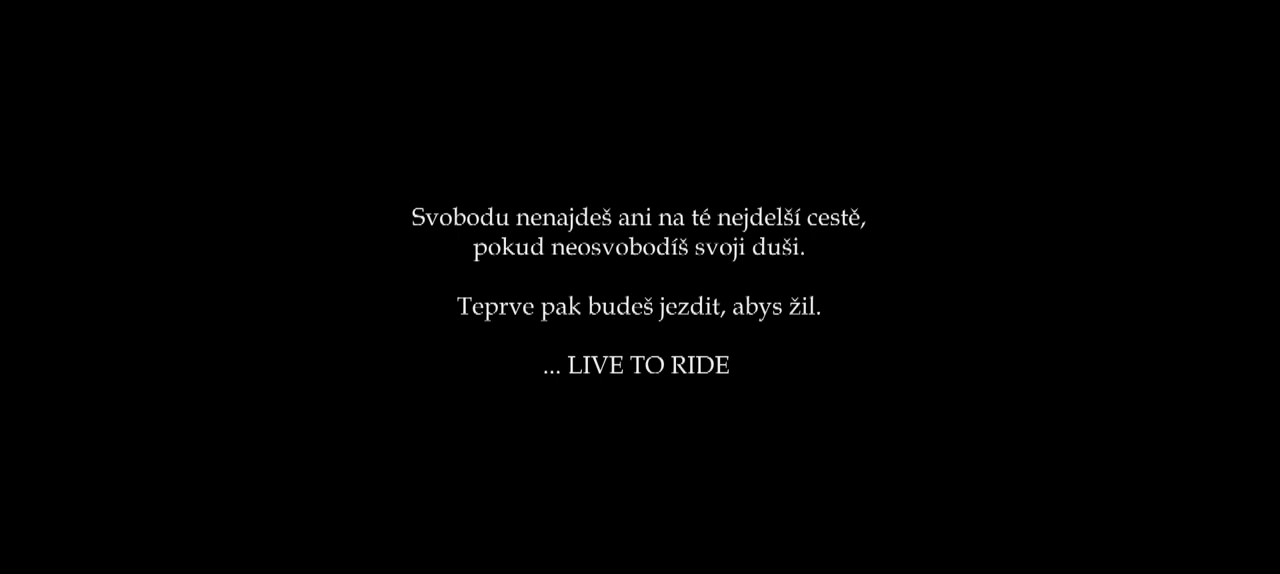 Svobodu nenajdeš ani na té nejdelší cestě,
pokud neosvobodíš svoji duši.
Teprve pak budeš jezdit, abys žil.
... LIVE TO RIDE